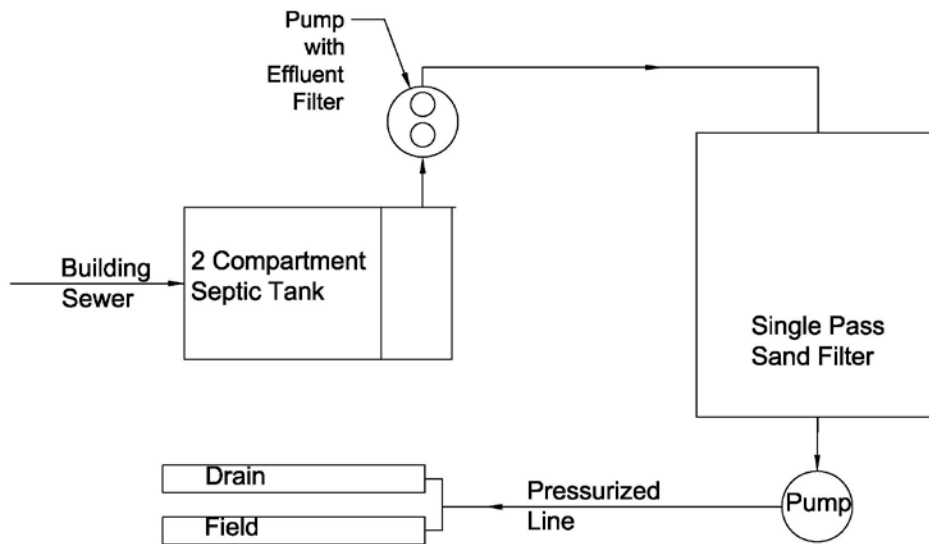 Pump
with
Effluent
Filter
Building
Sewer
2 Compartment
Septic Tank
Single Pass
Sand Filter
Drain
Field
Pressurized
Line
Pump